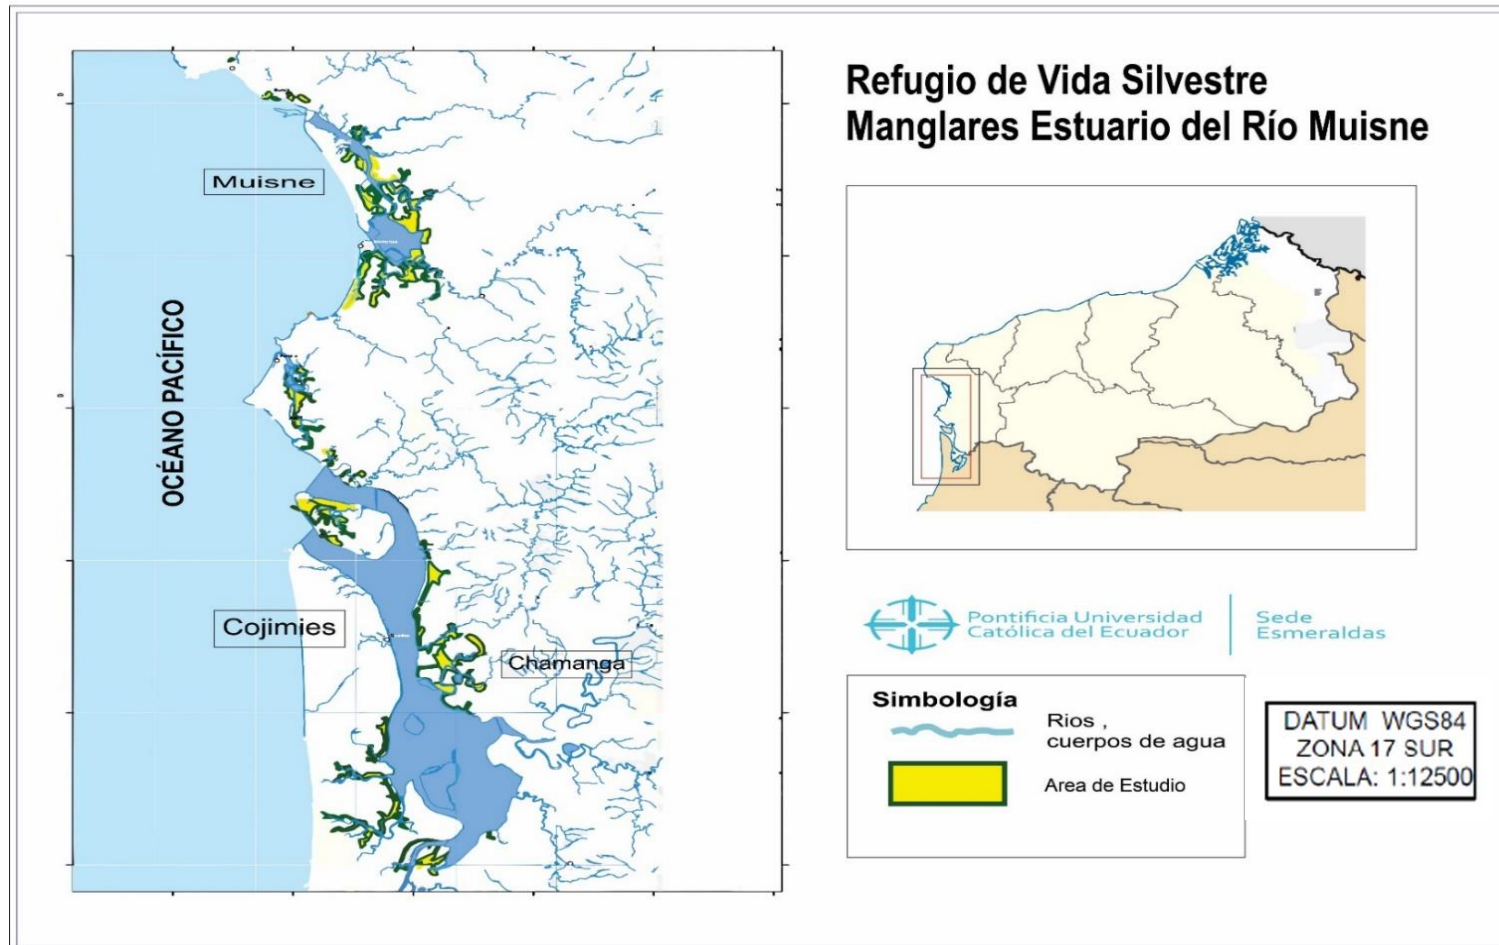 Refugio de Vida Silvestre
Manglares Estuario del Río Muisne
Muisne
OCÉANO PACÍFICO
Cojimies
Chamanga
Pontificia Universidad
Católica del Ecuador
Sede
Esmeraldas
Simbología
Rios ,
cuerpos de agua
Area de Estudio
DATUM WGS84
ZONA 17 SUR
ESCALA: 1:12500